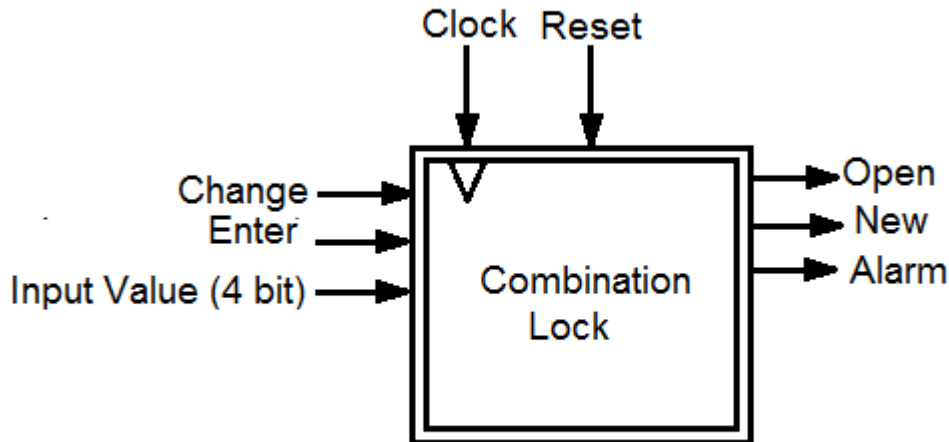 Clock Reset
Change
Enter
Input Value (4 bit)
Combination
Lock
Open
New
Alarm